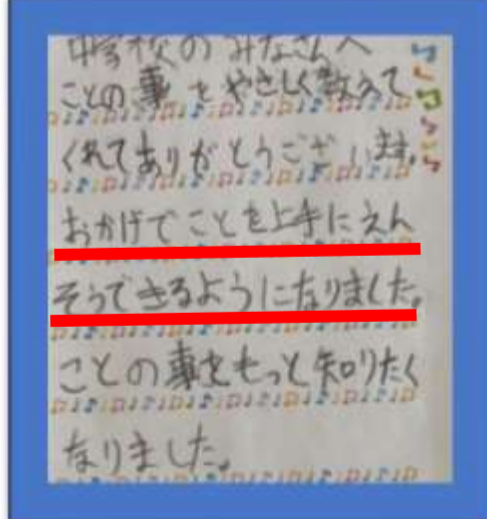 中学校のみなさんへ
ことの事をやさしく教えて
くれてありがとうございます。
おかげでことを上手にえん
そうできるようになりました。
ことの事をもっと知りたく
なりました。